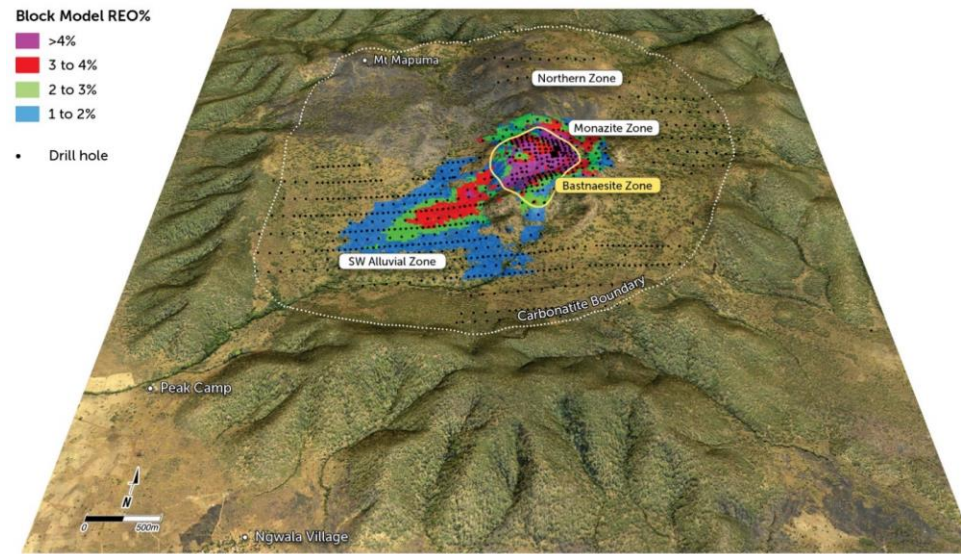 Block Model REO%
>4%
3 to 4%
2 to 3%
1 to 2%
Drill hole
Mt Mapuma
Northern Zone
Monazite Zone
Bastnaesite Zone
SW Alluvial Zone
Carbonatite Boundary
Peak Camp
N
0 500m
Ngwala Village